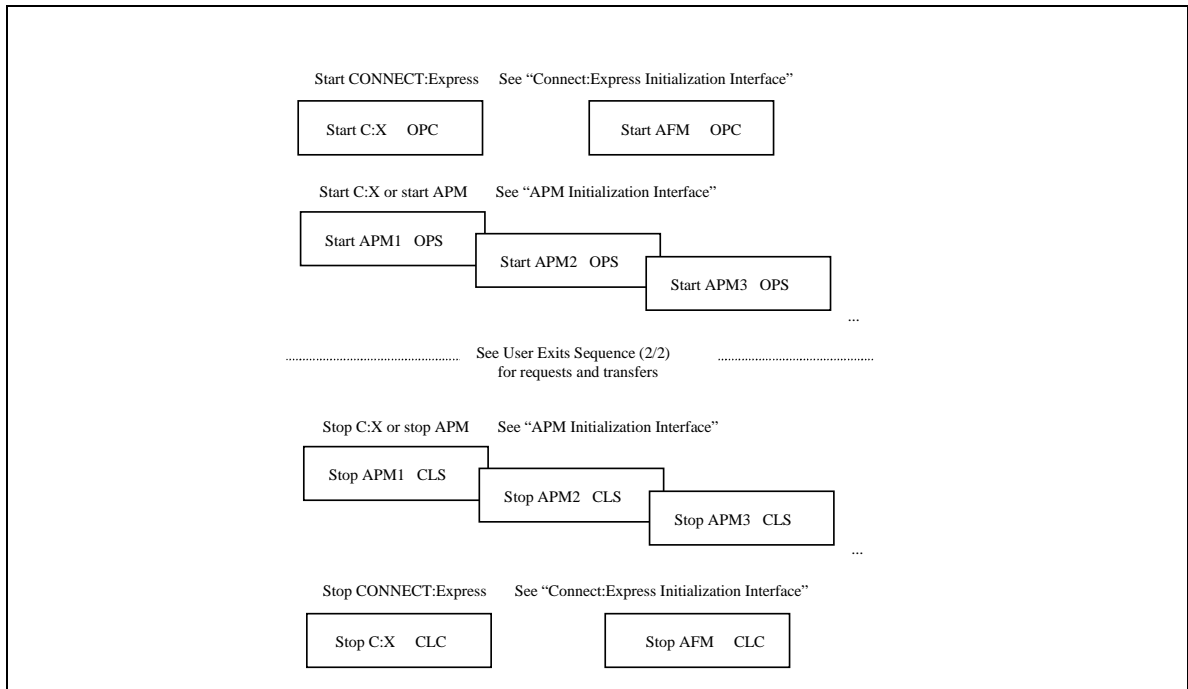 Start CONNECT:Express See “Connect:Express Initialization Interface”
Start C:X OPC
Start AFM OPC
Start C:X or start APM See “APM Initialization Interface”
Start APM1 OPS
Start APM2 OPS
Start APM3 OPS
...
See User Exits Sequence (2/2)
for requests and transfers
Stop C:X or stop APM See “APM Initialization Interface”
Stop APM1 CLS
Stop APM2 CLS
Stop APM3 CLS
...
Stop CONNECT:Express See “Connect:Express Initialization Interface”
Stop C:X CLC
Stop AFM CLC